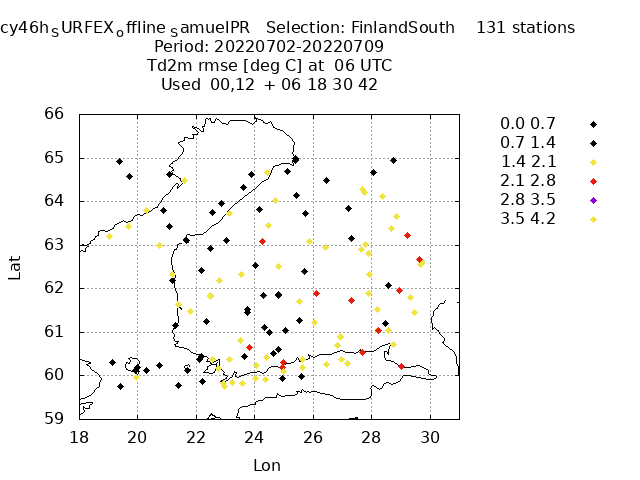 cy46h_SURFEX_offline_samuelPR Selection: FinlandSouth 131 stations
Period: 20220702-20220709
Td2m rmse [deg C] at 06 UTC
Used 00,12 + 06 18 30 42
0.0 0.7
0.7 1.4
1.4 2.1
2.1 2.8
2.8 3.5
3.5 4.2
66
65
64
63
62
61
60
59
Lat
18 20 22 24 26 28 30
Lon